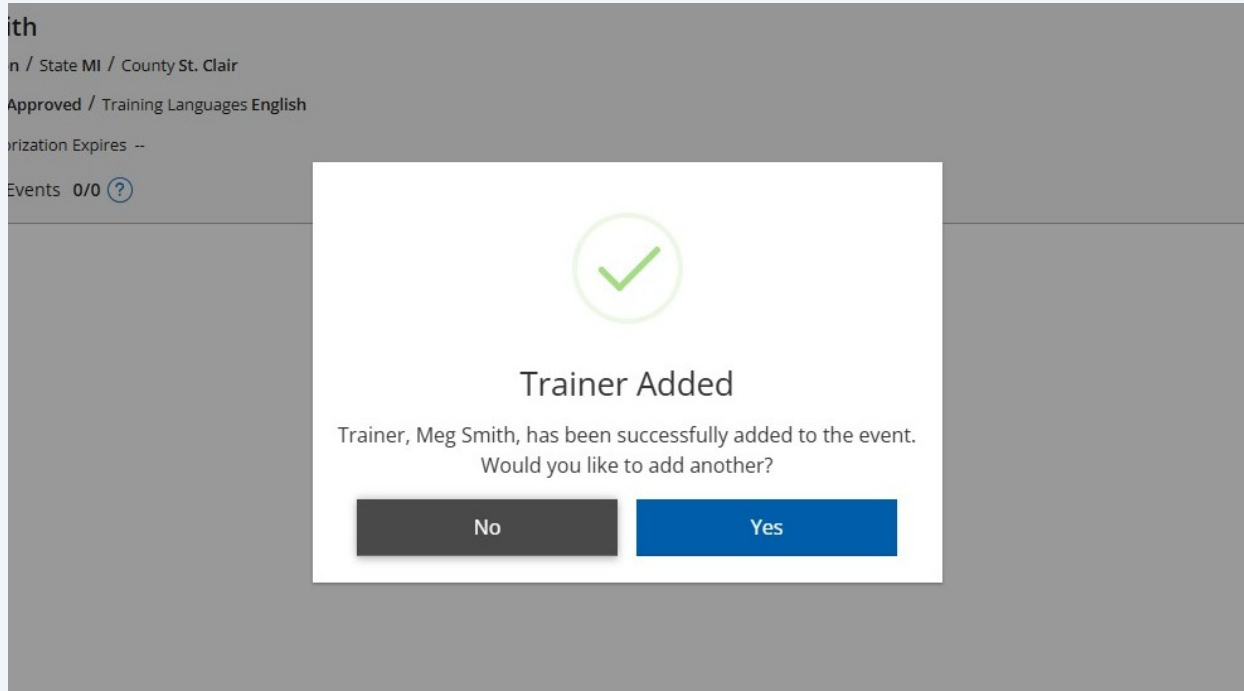 ith
n / State MI / County St. Clair
Approved / Training Languages English
orization Expires --
Events 0/0 ?
Trainer Added
Trainer, Meg Smith, has been successfully added to the event.
Would you like to add another?
No
Yes